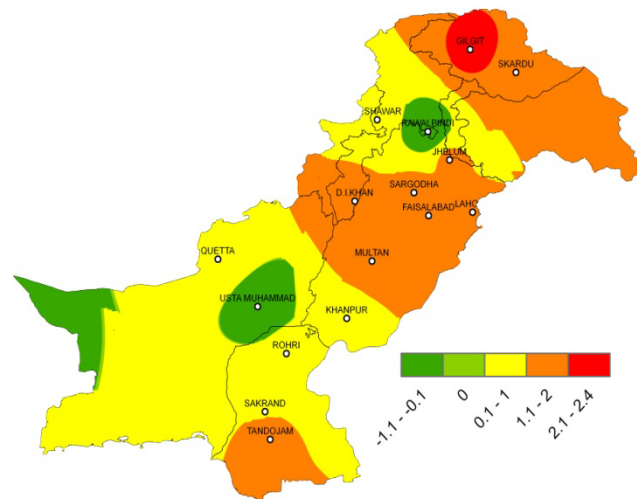 GILGIT
SKARDU
SHAWAR
RAWALPINDI
JHELUM
D.I.KHAN
SARGODHA
FAISALABAD
LAHO
QUETTA
MULTAN
USTA MUHAMMAD
KHANPUR
ROHRI
SAKRAND
TANDOJAM
-1.1 - -0.1
0
0.1 - 1
1.1 - 2
2.1 - 2.4